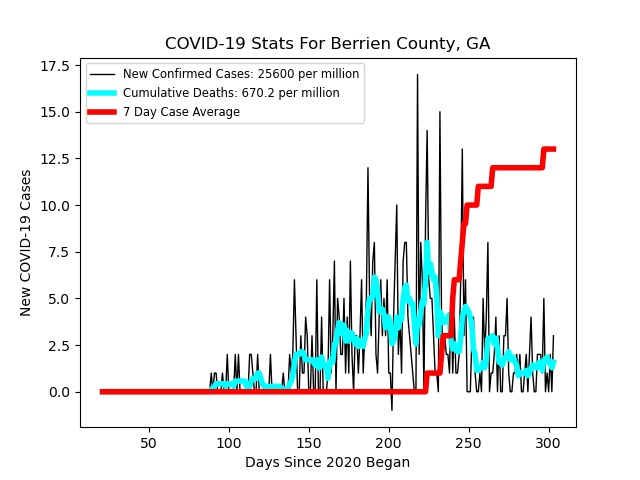 COVID-19 Stats For Berrien County, GA
New Confirmed Cases: 25600 per million
Cumulative Deaths: 670.2 per million
7 Day Case Average
New COVID-19 Cases
17.5
15.0
12.5
10.0
7.5
5.0
2.5
0.0
50 100 150 200 250 300
Days Since 2020 Began